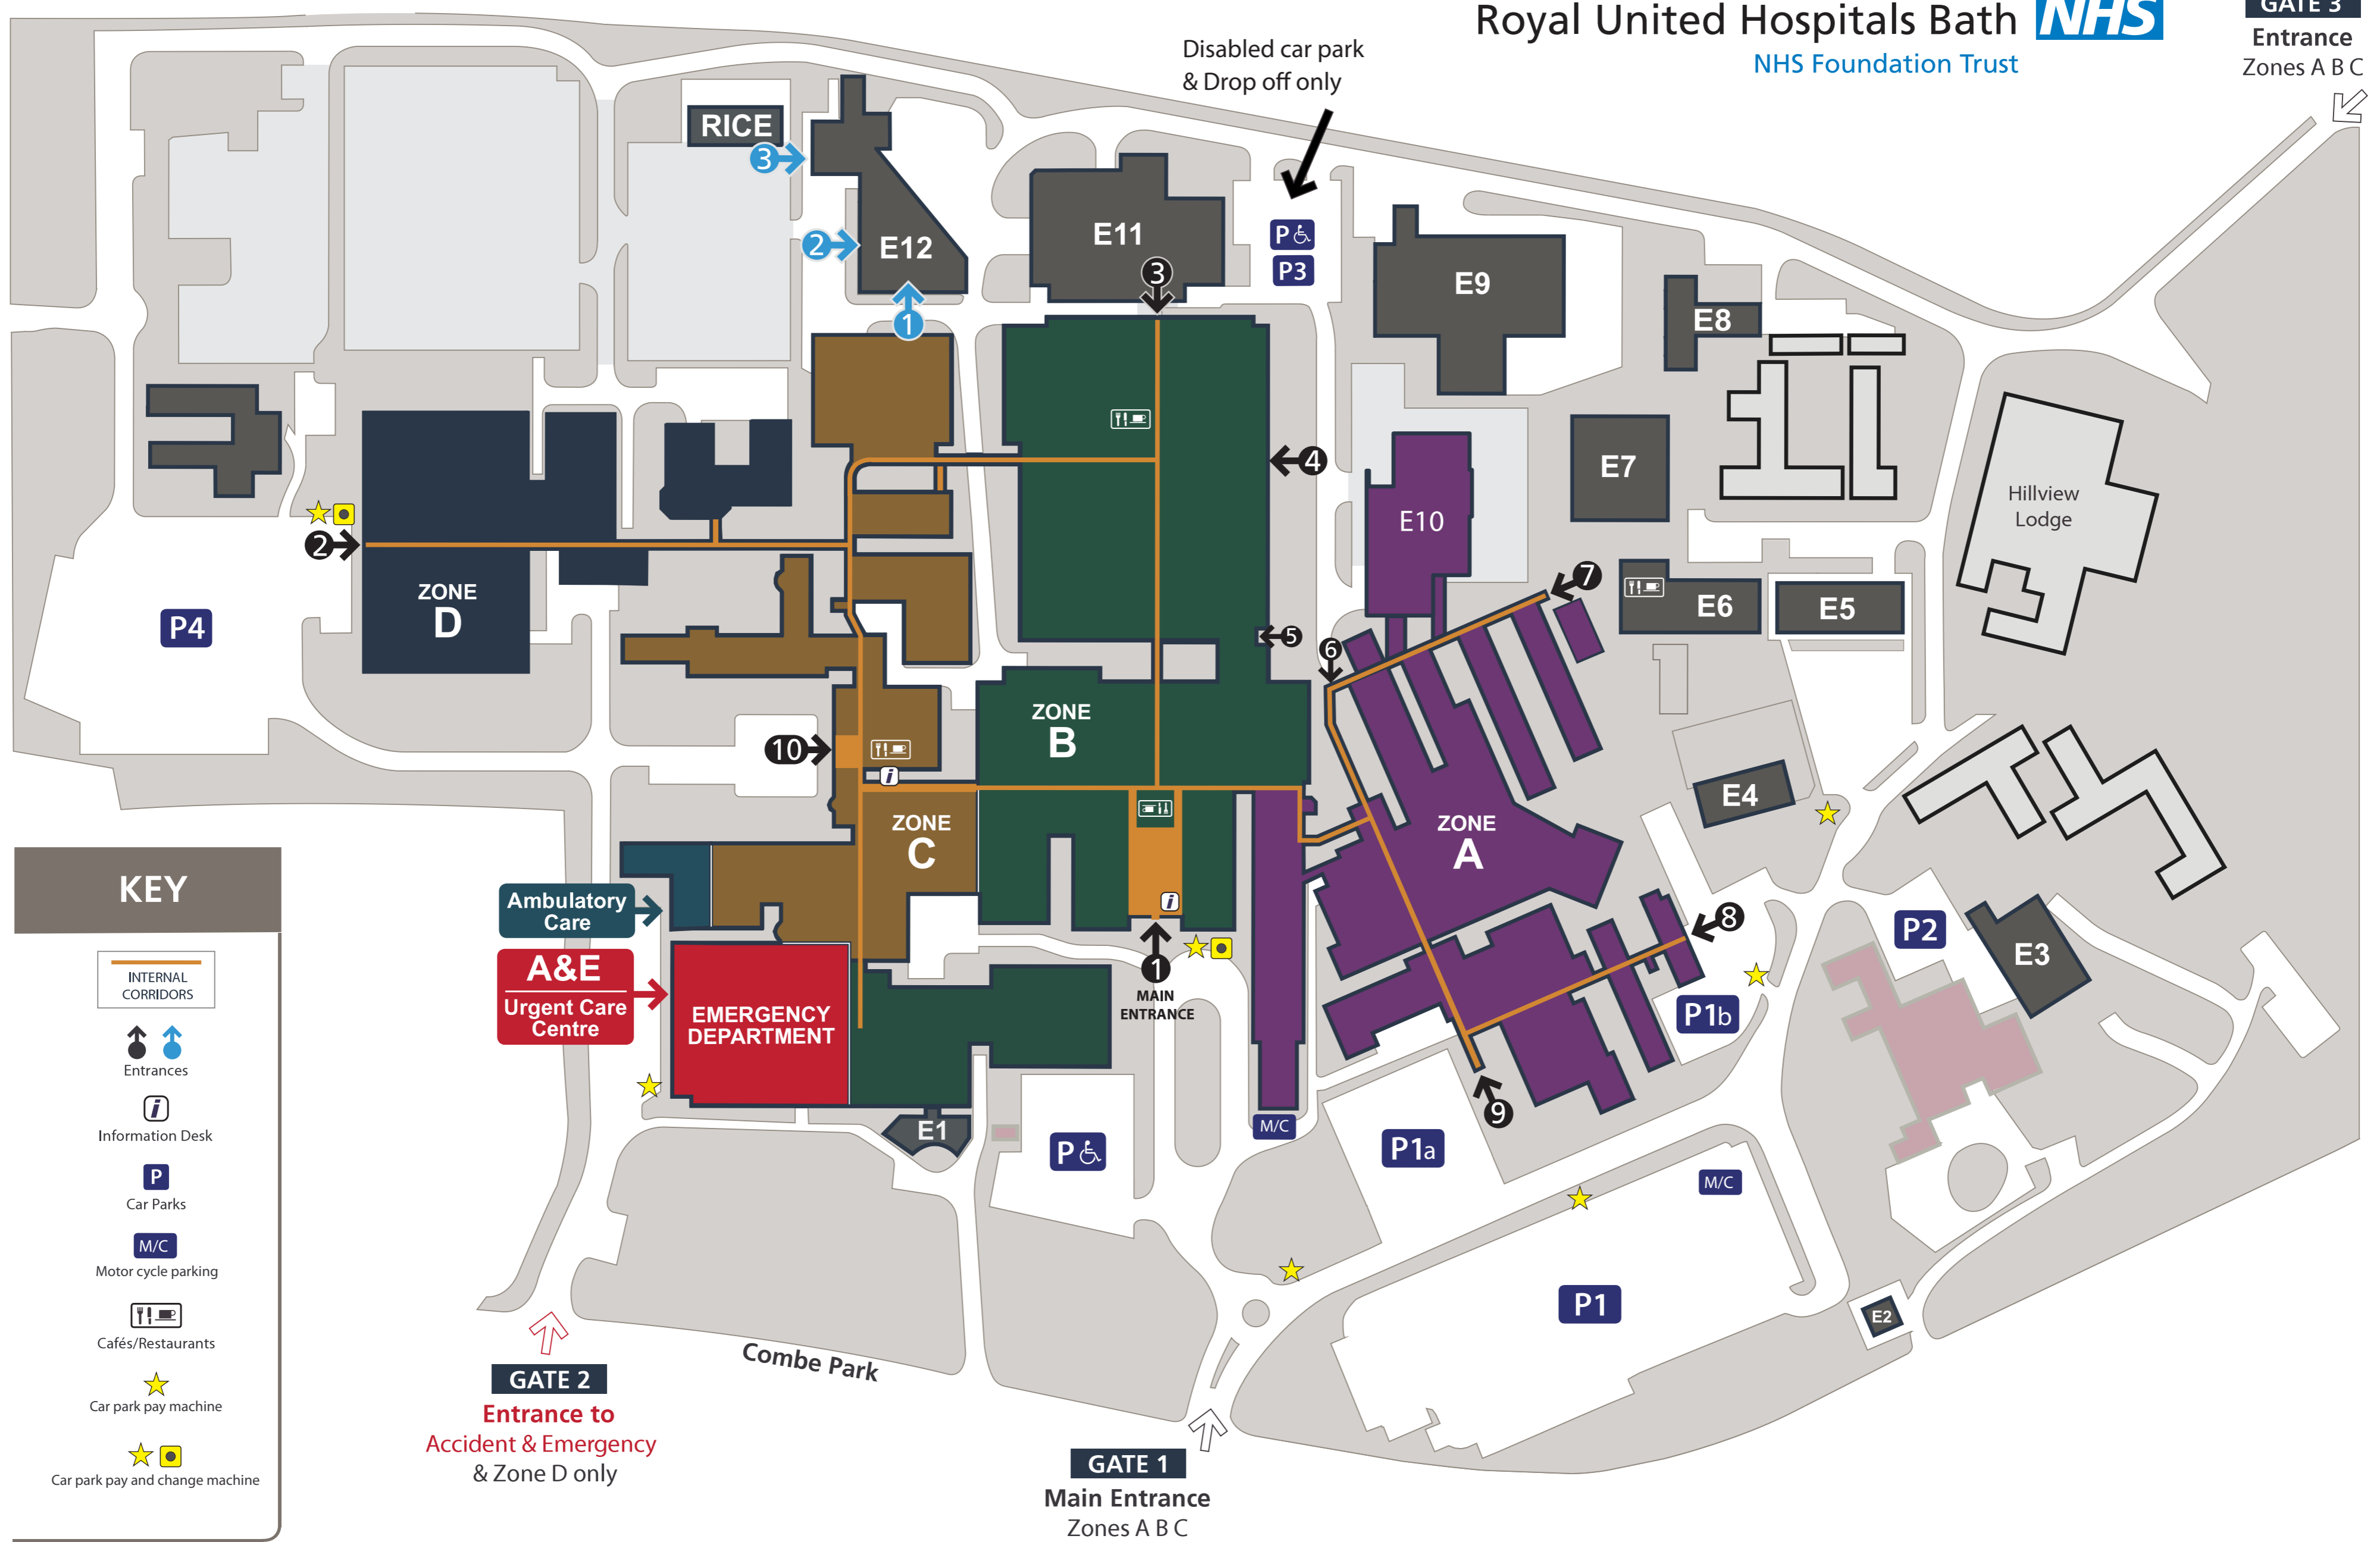 Royal United Hospitals Bath NHS
NHS Foundation Trust
GATE 3
Entrance
Zones A B C
Disabled car park
& Drop off only
RICE
3
2
E12
1
E11
3
P
P3
E9
E8
E7
E10
4
5
6
7
E6
E5
Hillview
Lodge
2
P4
ZONE
D
10
i
ZONE
B
ZONE
C
ZONE
A
E4
8
P2
E3
P1b
9
Ambulatory
Care
A&E
Urgent Care
Centre
EMERGENCY
DEPARTMENT
i
1
MAIN
ENTRANCE
E1
P
M/C
P1a
M/C
P1
E2
Combe Park
GATE 2
Entrance to
Accident & Emergency
& Zone D only
GATE 1
Main Entrance
Zones A B C
KEY
INTERNAL
CORRIDORS
Entrances
i
Information Desk
P
Car Parks
M/C
Motor cycle parking
Cafés/Restaurants
Car park pay machine
Car park pay and change machine